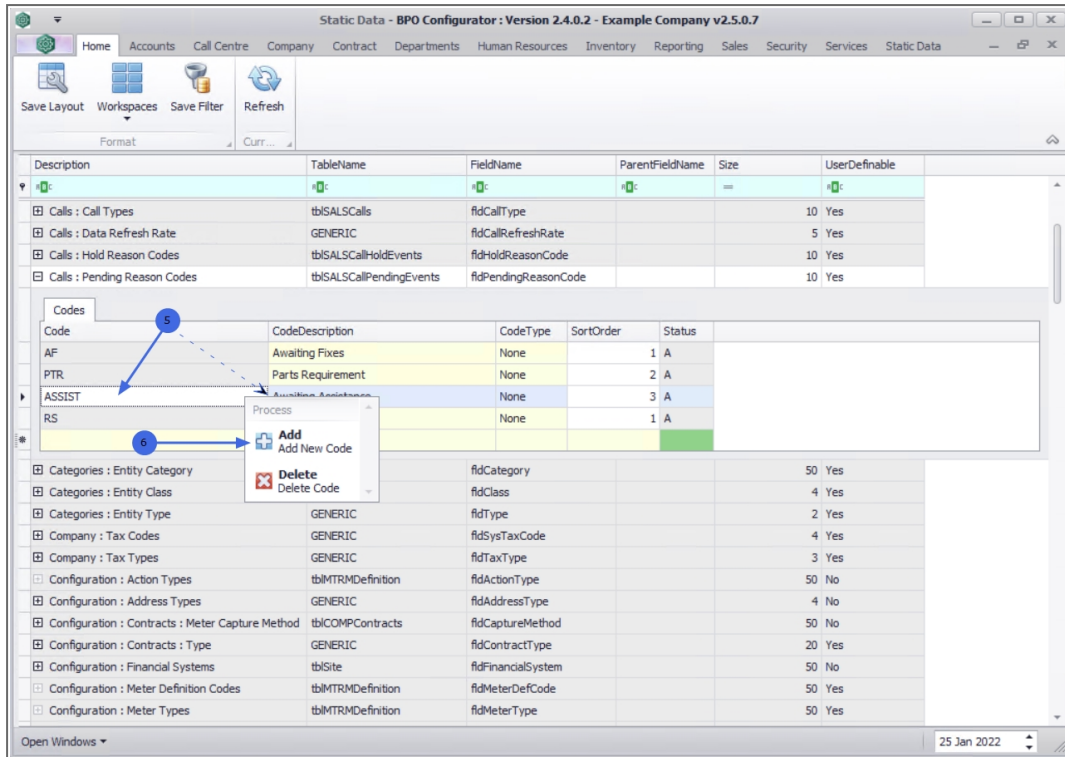 Static Data - BPO Configurator : Version 2.4.0.2 - Example Company v2.5.0.7
Home Accounts Call Centre Company Contract Departments Human Resources Inventory Reporting Sales Security Services Static Data
Save Layout Workspaces Save Filter Refresh
Format Curr...
Description TableName FieldName ParentFieldName Size UserDefinable
Calls : Call Types tblSALSCalls fldCallType 10 Yes
Calls : Data Refresh Rate GENERIC fldCallRefreshRate 5 Yes
Calls : Hold Reason Codes tblSALSCallHoldEvents fldHoldReasonCode 10 Yes
Calls : Pending Reason Codes tblSALSCallPendingEvents fldPendingReasonCode 10 Yes
Codes
5
Code CodeDescription CodeType SortOrder Status
AF Awaiting Fixes None 1 A
PTR Parts Requirement None 2 A
ASSIST Awaiting Assistance None 3 A
RS None 1 A
Process
6
Add
Add New Code
Delete
Delete Code
Categories : Entity Category fldCategory 50 Yes
Categories : Entity Class fldClass 4 Yes
Categories : Entity Type GENERIC fldType 2 Yes
Company : Tax Codes GENERIC fldSysTaxCode 4 Yes
Company : Tax Types GENERIC fldTaxType 3 Yes
Configuration : Action Types tblMTRMDefinition fldActionType 50 No
Configuration : Address Types GENERIC fldAddressType 4 No
Configuration : Contracts : Meter Capture Method tblCOMPContracts fldCaptureMethod 50 No
Configuration : Contracts : Type GENERIC fldContractType 20 Yes
Configuration : Financial Systems tblSite fldFinancialSystem 50 No
Configuration : Meter Definition Codes tblMTRMDefinition fldMeterDefCode 50 Yes
Configuration : Meter Types tblMTRMDefinition fldMeterType 50 Yes
Open Windows 25 Jan 2022